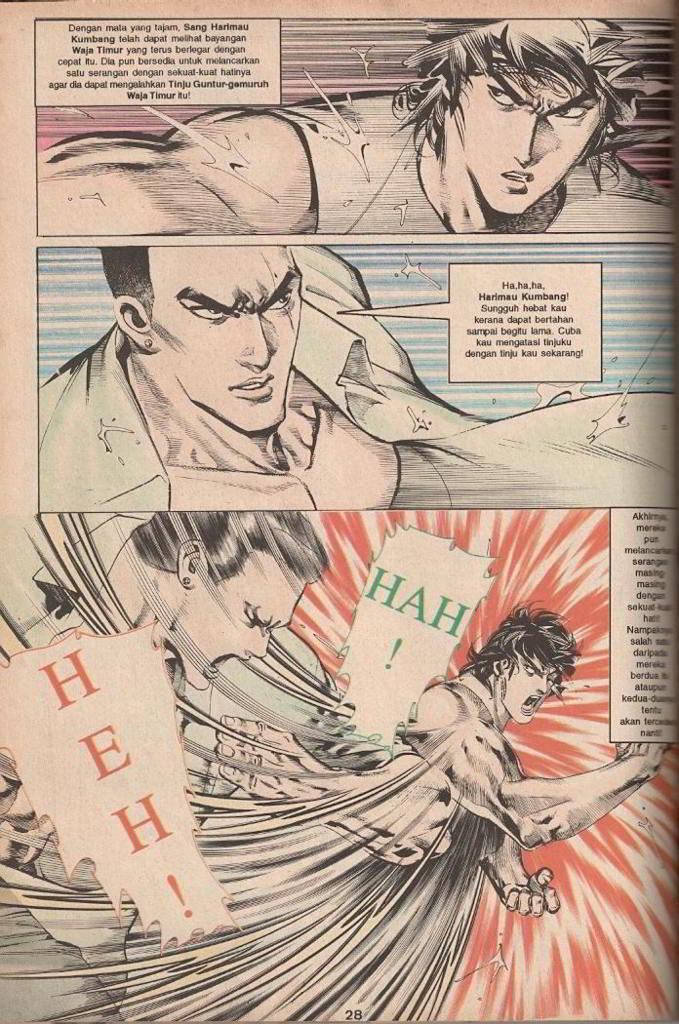 Dengan mata yang tajam, Sang Harimau
Kumbang telah dapat melihat bayangan
Waja Timur yang terus berlegar dengan
cepat itu. Dia pun bersedia untuk melancarkan
satu serangan dengan sekuat-kuat hatinya
agar dia dapat mengalahkan Tinju Guntur-gemuruh
Waja Timur itu!
Ha,ha,ha,
Harimau Kumbang!
Sungguh hebat kau
kerana dapat bertahan
sampai begitu lama. Cuba
kau mengatasi tinjuku
dengan tinju kau sekarang!
Akhirnya,
mereka
pun
melancarkan
serangan
masing-
masing
dengan
sekuat-kuat
hati!
Nampaknya
salah satu
daripada
mereka
berdua itu
ataupun
kedua-duanya
tentu
akan tercedera
nanti!
HAH
!
HEH!
28